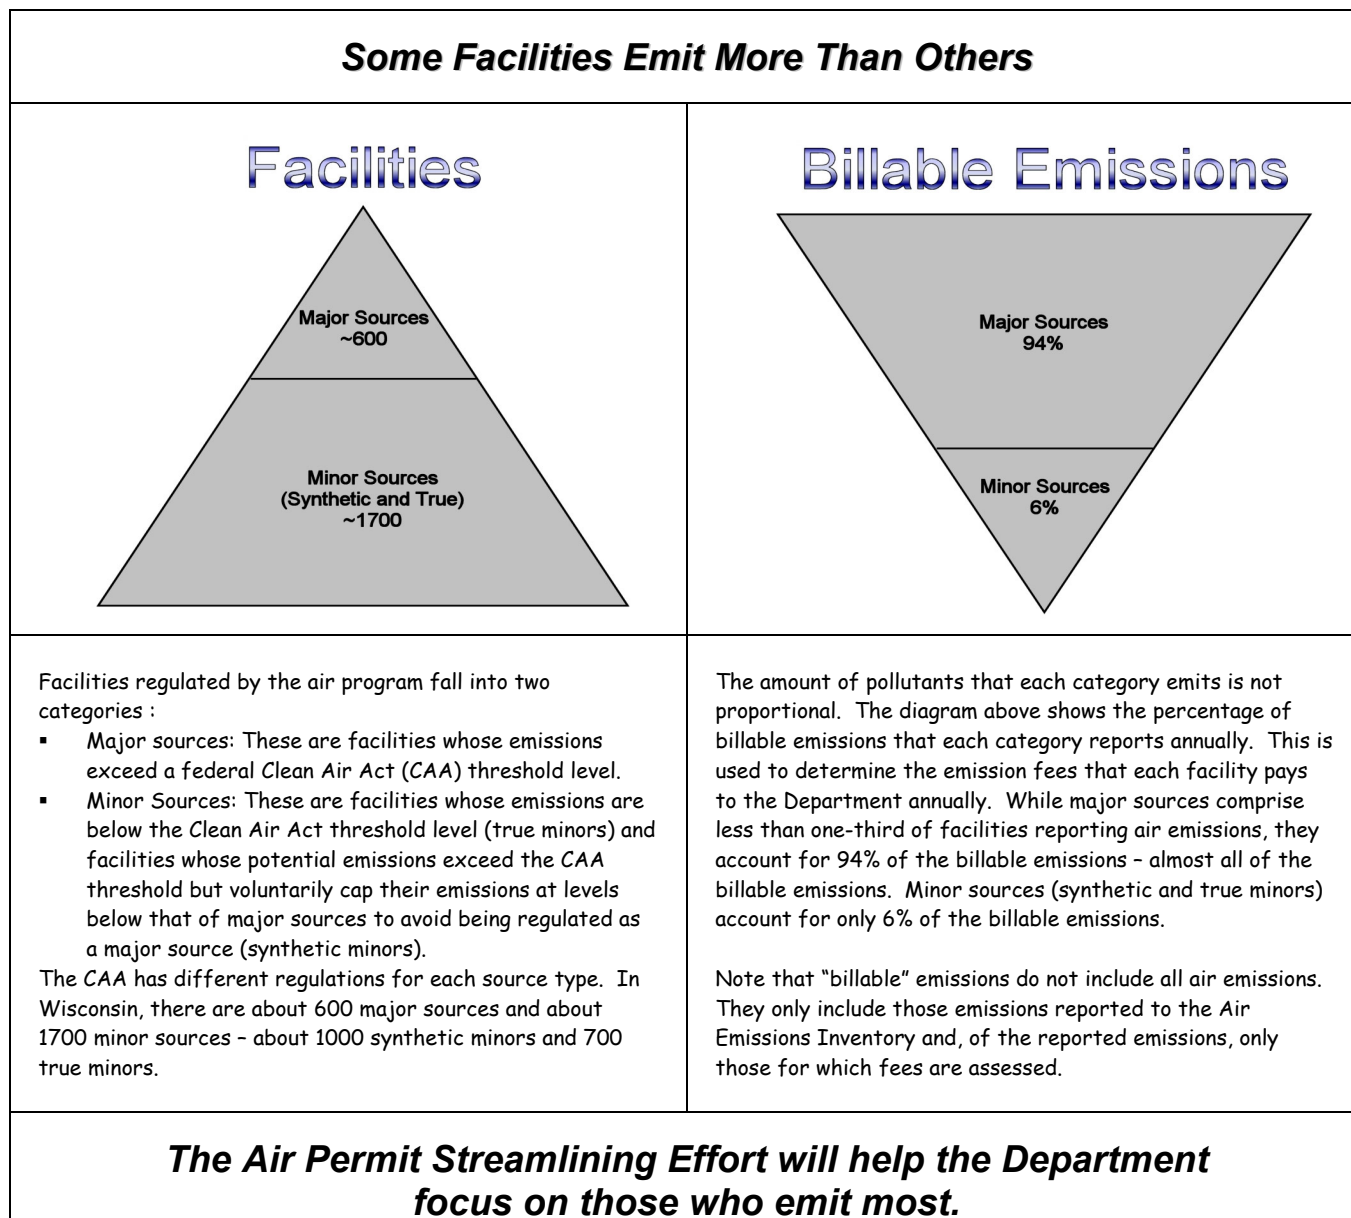 Some Facilities Emit More Than Others
Facilities
Major Sources
~600
Minor Sources
(Synthetic and True)
~1700
Billable Emissions
Major Sources
94%
Minor Sources
6%
Facilities regulated by the air program fall into two
categories :
▪ Major sources: These are facilities whose emissions
exceed a federal Clean Air Act (CAA) threshold level.
▪ Minor Sources: These are facilities whose emissions are
below the Clean Air Act threshold level (true minors) and
facilities whose potential emissions exceed the CAA
threshold but voluntarily cap their emissions at levels
below that of major sources to avoid being regulated as
a major source (synthetic minors).
The CAA has different regulations for each source type.  In
Wisconsin, there are about 600 major sources and about
1700 minor sources – about 1000 synthetic minors and 700
true minors.
The amount of pollutants that each category emits is not
proportional.  The diagram above shows the percentage of
billable emissions that each category reports annually.  This is
used to determine the emission fees that each facility pays
to the Department annually.  While major sources comprise
less than one-third of facilities reporting air emissions, they
account for 94% of the billable emissions – almost all of the
billable emissions.  Minor sources (synthetic and true minors)
account for only 6% of the billable emissions.
Note that “billable” emissions do not include all air emissions.
They only include those emissions reported to the Air
Emissions Inventory and, of the reported emissions, only
those for which fees are assessed.
The Air Permit Streamlining Effort will help the Department
focus on those who emit most.